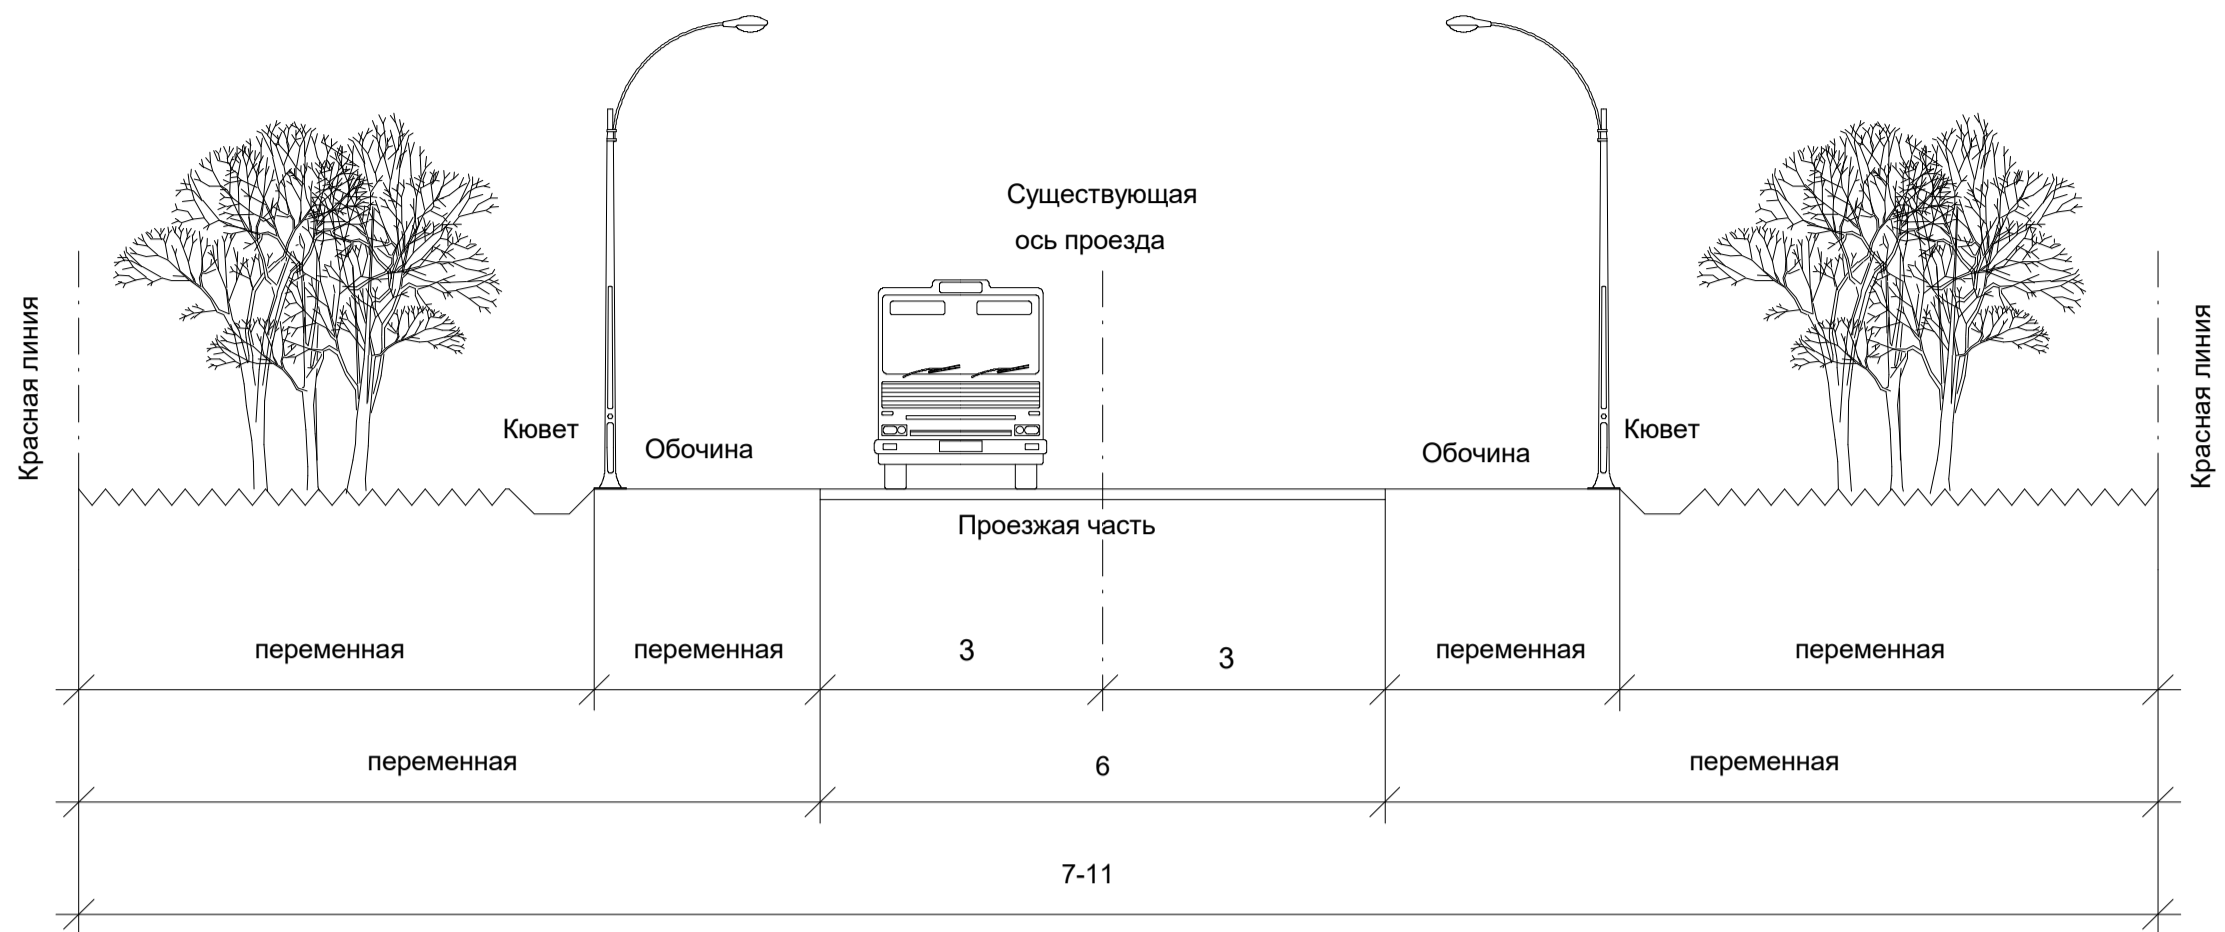 Существующая
ось проезда
Красная линия
Красная линия
Кювет
Обочина
Обочина
Кювет
Проезжая часть
переменная
переменная
3
3
переменная
переменная
переменная
6
переменная
7-11